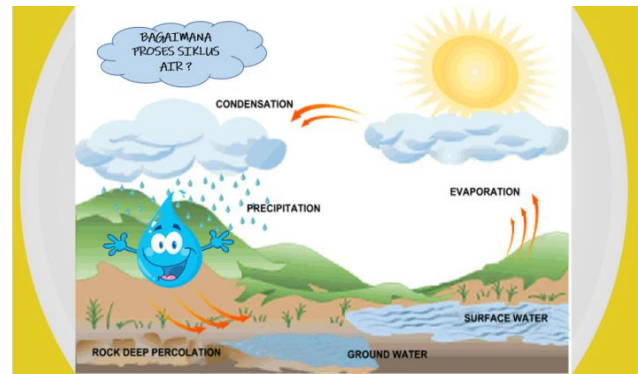 BAGAIMANA
PROSES SIKLUS
AIR ?
CONDENSATION
PRECIPITATION
EVAPORATION
SURFACE WATER
ROCK DEEP PERCOLATION
GROUND WATER